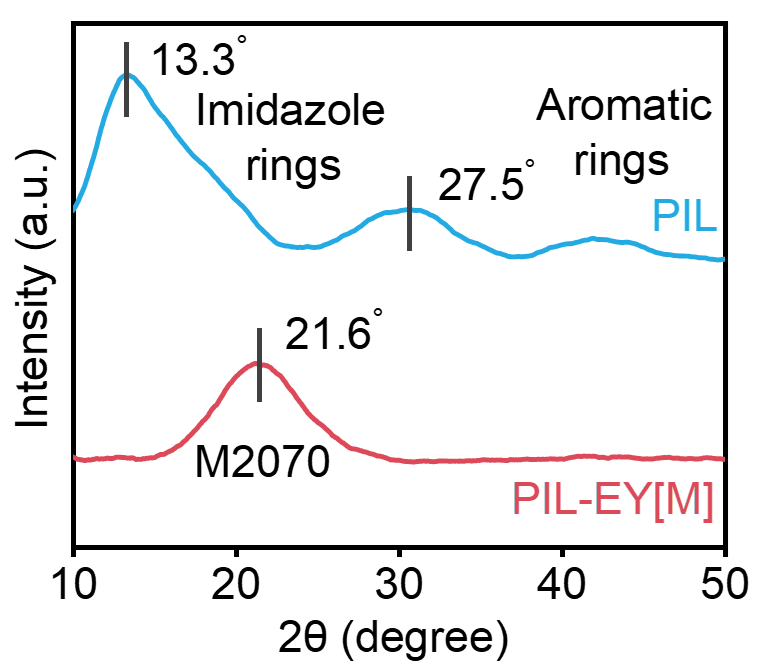 13.3°
Imidazole
rings
Aromatic
rings
27.5°
PIL
Intensity (a.u.)
21.6°
M2070
PIL-EY[M]
10 20 30 40 50
2θ (degree)